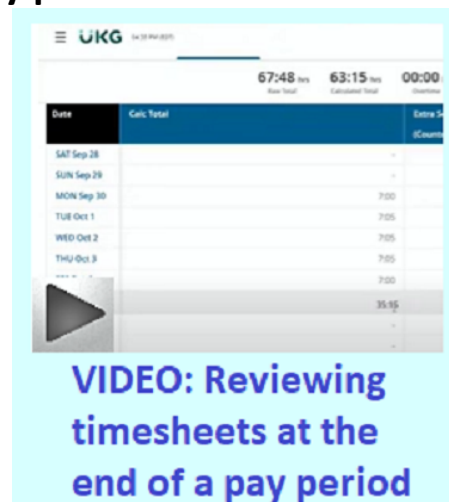 UKG
67:48 hrs 63:15 hrs 00:00
Raw Total Calculated Total Overtime
Date Calc Total Extra
SAT Sep 28 -
SUN Sep 29 -
MON Sep 30 7:00
TUE Oct 1 7:05
WED Oct 2 7:05
THU Oct 3 7:05
7:00
35:15
-
-
VIDEO: Reviewing
timesheets at the
end of a pay period